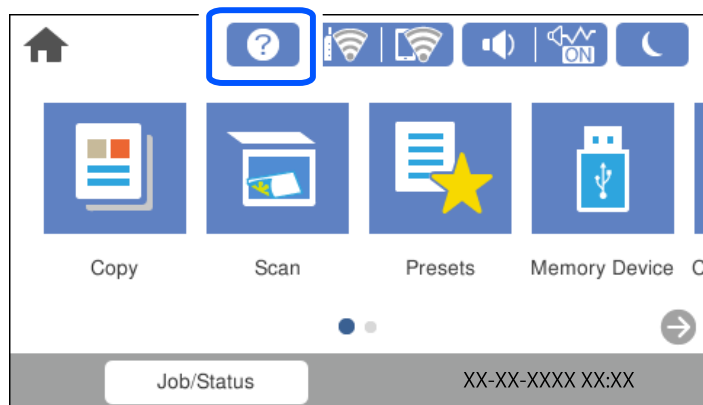 ?
ON
Copy Scan Presets Memory Device C
Job/Status XX-XX-XXXX XX:XX